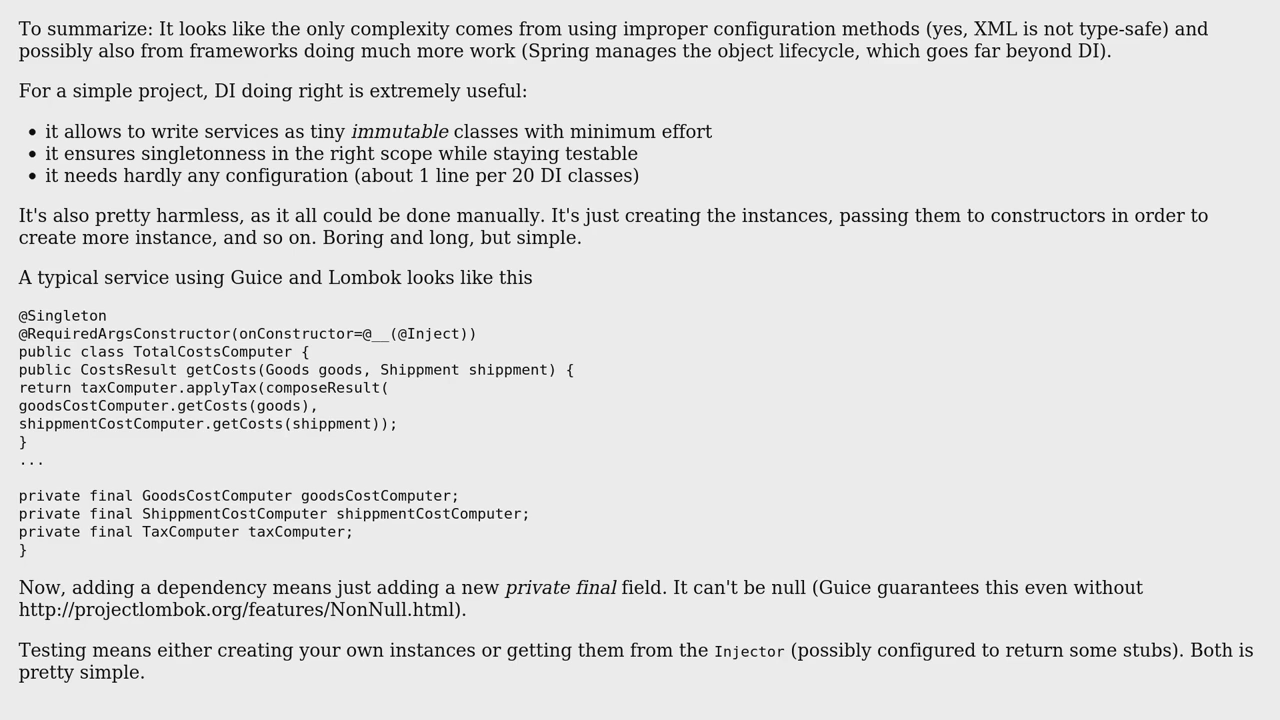 To summarize: It looks like the only complexity comes from using improper configuration methods (yes, XML is not type-safe) and
possibly also from frameworks doing much more work (Spring manages the object lifecycle, which goes far beyond DI).
For a simple project, DI doing right is extremely useful:
• it allows to write services as tiny immutable classes with minimum effort
• it ensures singletonness in the right scope while staying testable
• it needs hardly any configuration (about 1 line per 20 DI classes)
It's also pretty harmless, as it all could be done manually. It's just creating the instances, passing them to constructors in order to
create more instance, and so on. Boring and long, but simple.
A typical service using Guice and Lombok looks like this
@Singleton
@RequiredArgsConstructor(onConstructor=@__(@Inject))
public class TotalCostsComputer {
public CostsResult getCosts(Goods goods, Shippment shippment) {
return taxComputer.applyTax(composeResult(
goodsCostComputer.getCosts(goods),
shippmentCostComputer.getCosts(shippment));
}
...
private final GoodsCostComputer goodsCostComputer;
private final ShippmentCostComputer shippmentCostComputer;
private final TaxComputer taxComputer;
}
Now, adding a dependency means just adding a new private final field. It can't be null (Guice guarantees this even without
http://projectlombok.org/features/NonNull.html).
Testing means either creating your own instances or getting them from the Injector (possibly configured to return some stubs). Both is
pretty simple.